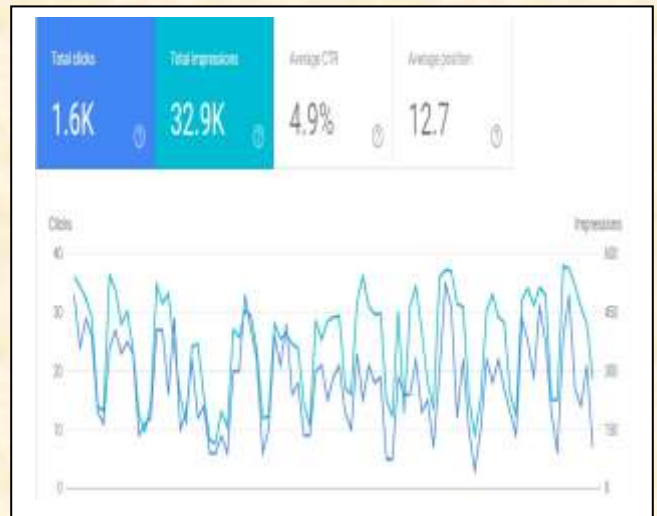 Total clicks Total impressions Average CTR Average position
1.6K 32.9K 4.9% 12.7
Clicks Impressions
40 600
30 450
20 300
10 150
0 0